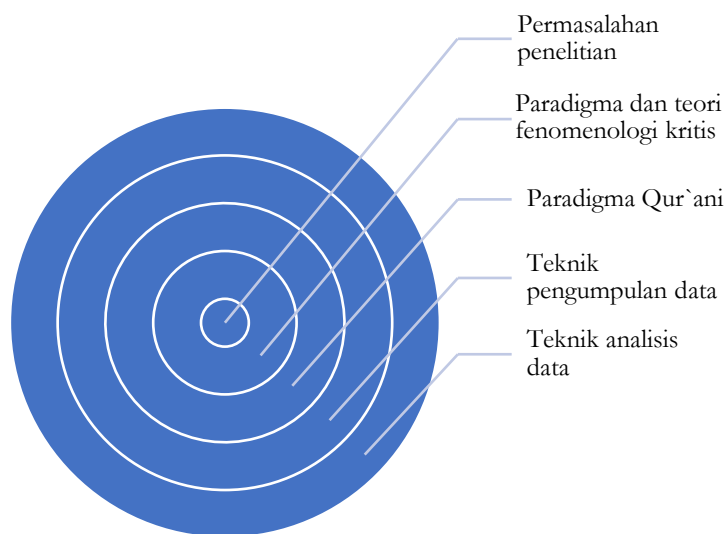 Permasalahan
penelitian
Paradigma dan teori
fenomenologi kritis
Paradigma Qur`ani
Teknik
pengumpulan data
Teknik analisis
data